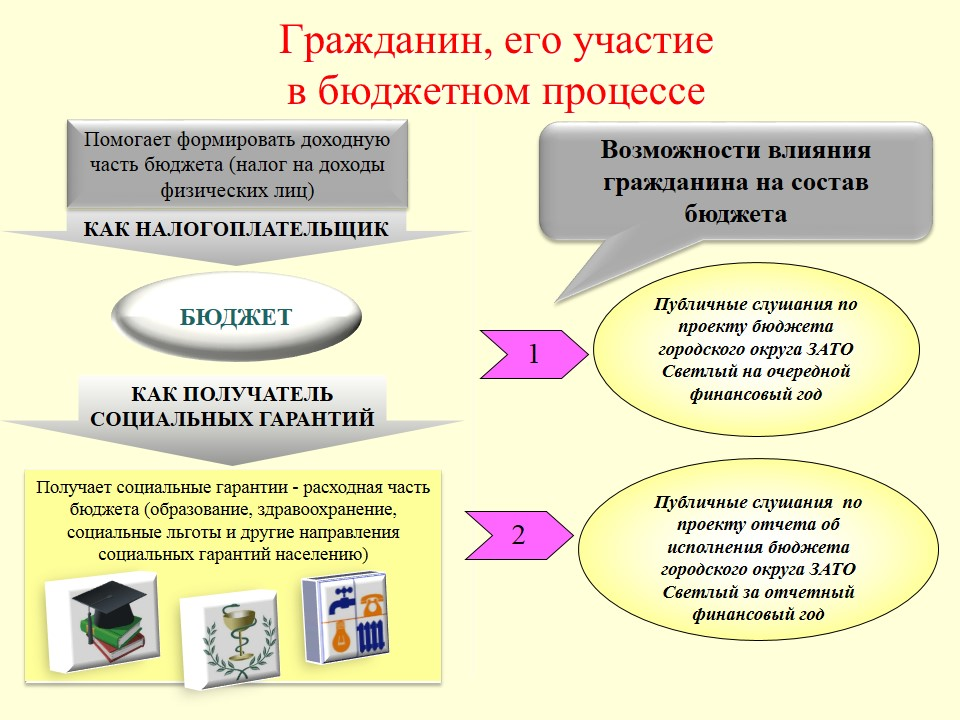 Гражданин, его участие
в бюджетном процессе
Помогает формировать доходную
часть бюджета (налог на доходы
физических лиц)
КАК НАЛОГОПЛАТЕЛЬЩИК
БЮДЖЕТ
КАК ПОЛУЧАТЕЛЬ
СОЦИАЛЬНЫХ ГАРАНТИЙ
Получает социальные гарантии - расходная часть
бюджета (образование, здравоохранение,
социальные льготы и другие направления
социальных гарантий населению)
Возможности влияния
гражданина на состав
бюджета
1
Публичные слушания по
проекту бюджета
городского округа ЗАТО
Светлый на очередной
финансовый год
2
Публичные слушания по
проекту отчета об
исполнения бюджета
городского округа ЗАТО
Светлый за отчетный
финансовый год